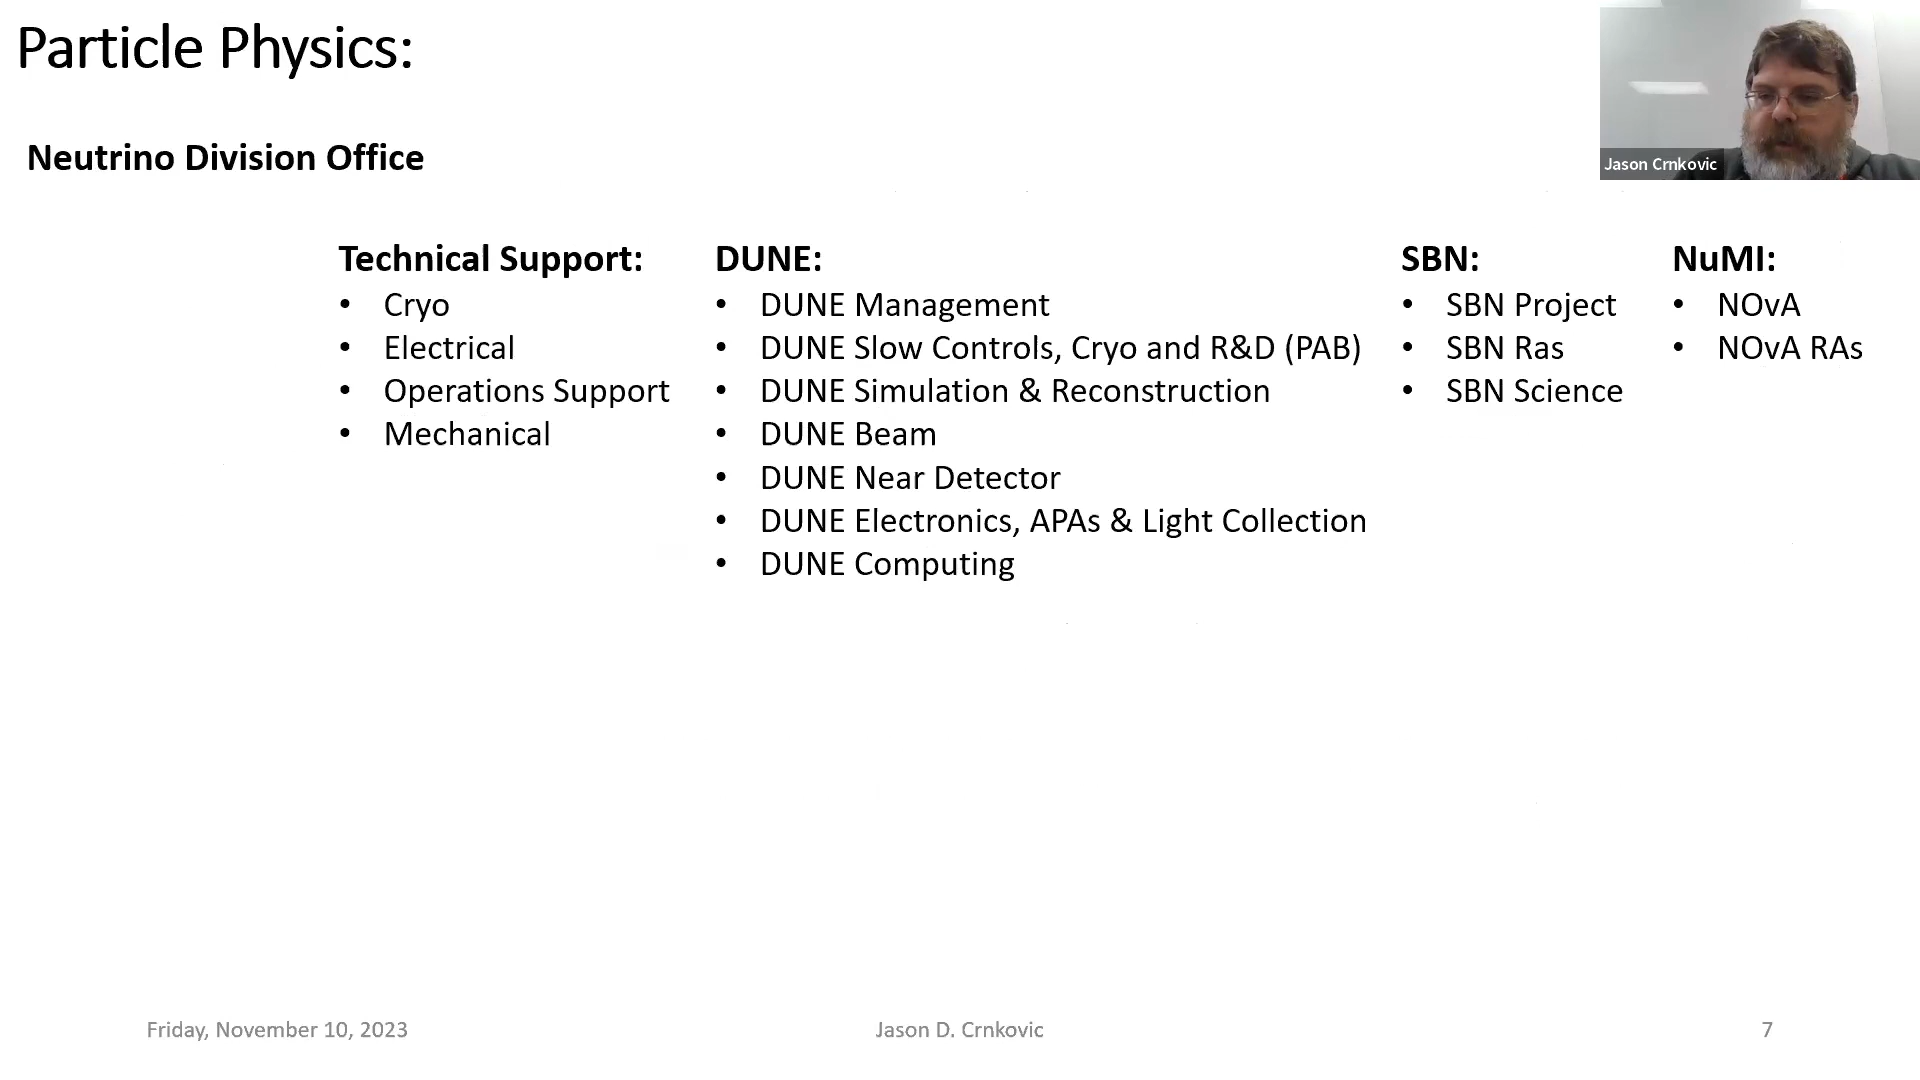 Particle Physics:
Jason Crnkovic
Neutrino Division Office
Technical Support:
• Cryo
• Electrical
• Operations Support
• Mechanical
DUNE:
• DUNE Management
• DUNE Slow Controls, Cryo and R&D (PAB)
• DUNE Simulation & Reconstruction
• DUNE Beam
• DUNE Near Detector
• DUNE Electronics, APAs & Light Collection
• DUNE Computing
SBN:
• SBN Project
• SBN Ras
• SBN Science
NuMI:
• NOvA
• NOvA RAs
Friday, November 10, 2023
Jason D. Crnkovic
7